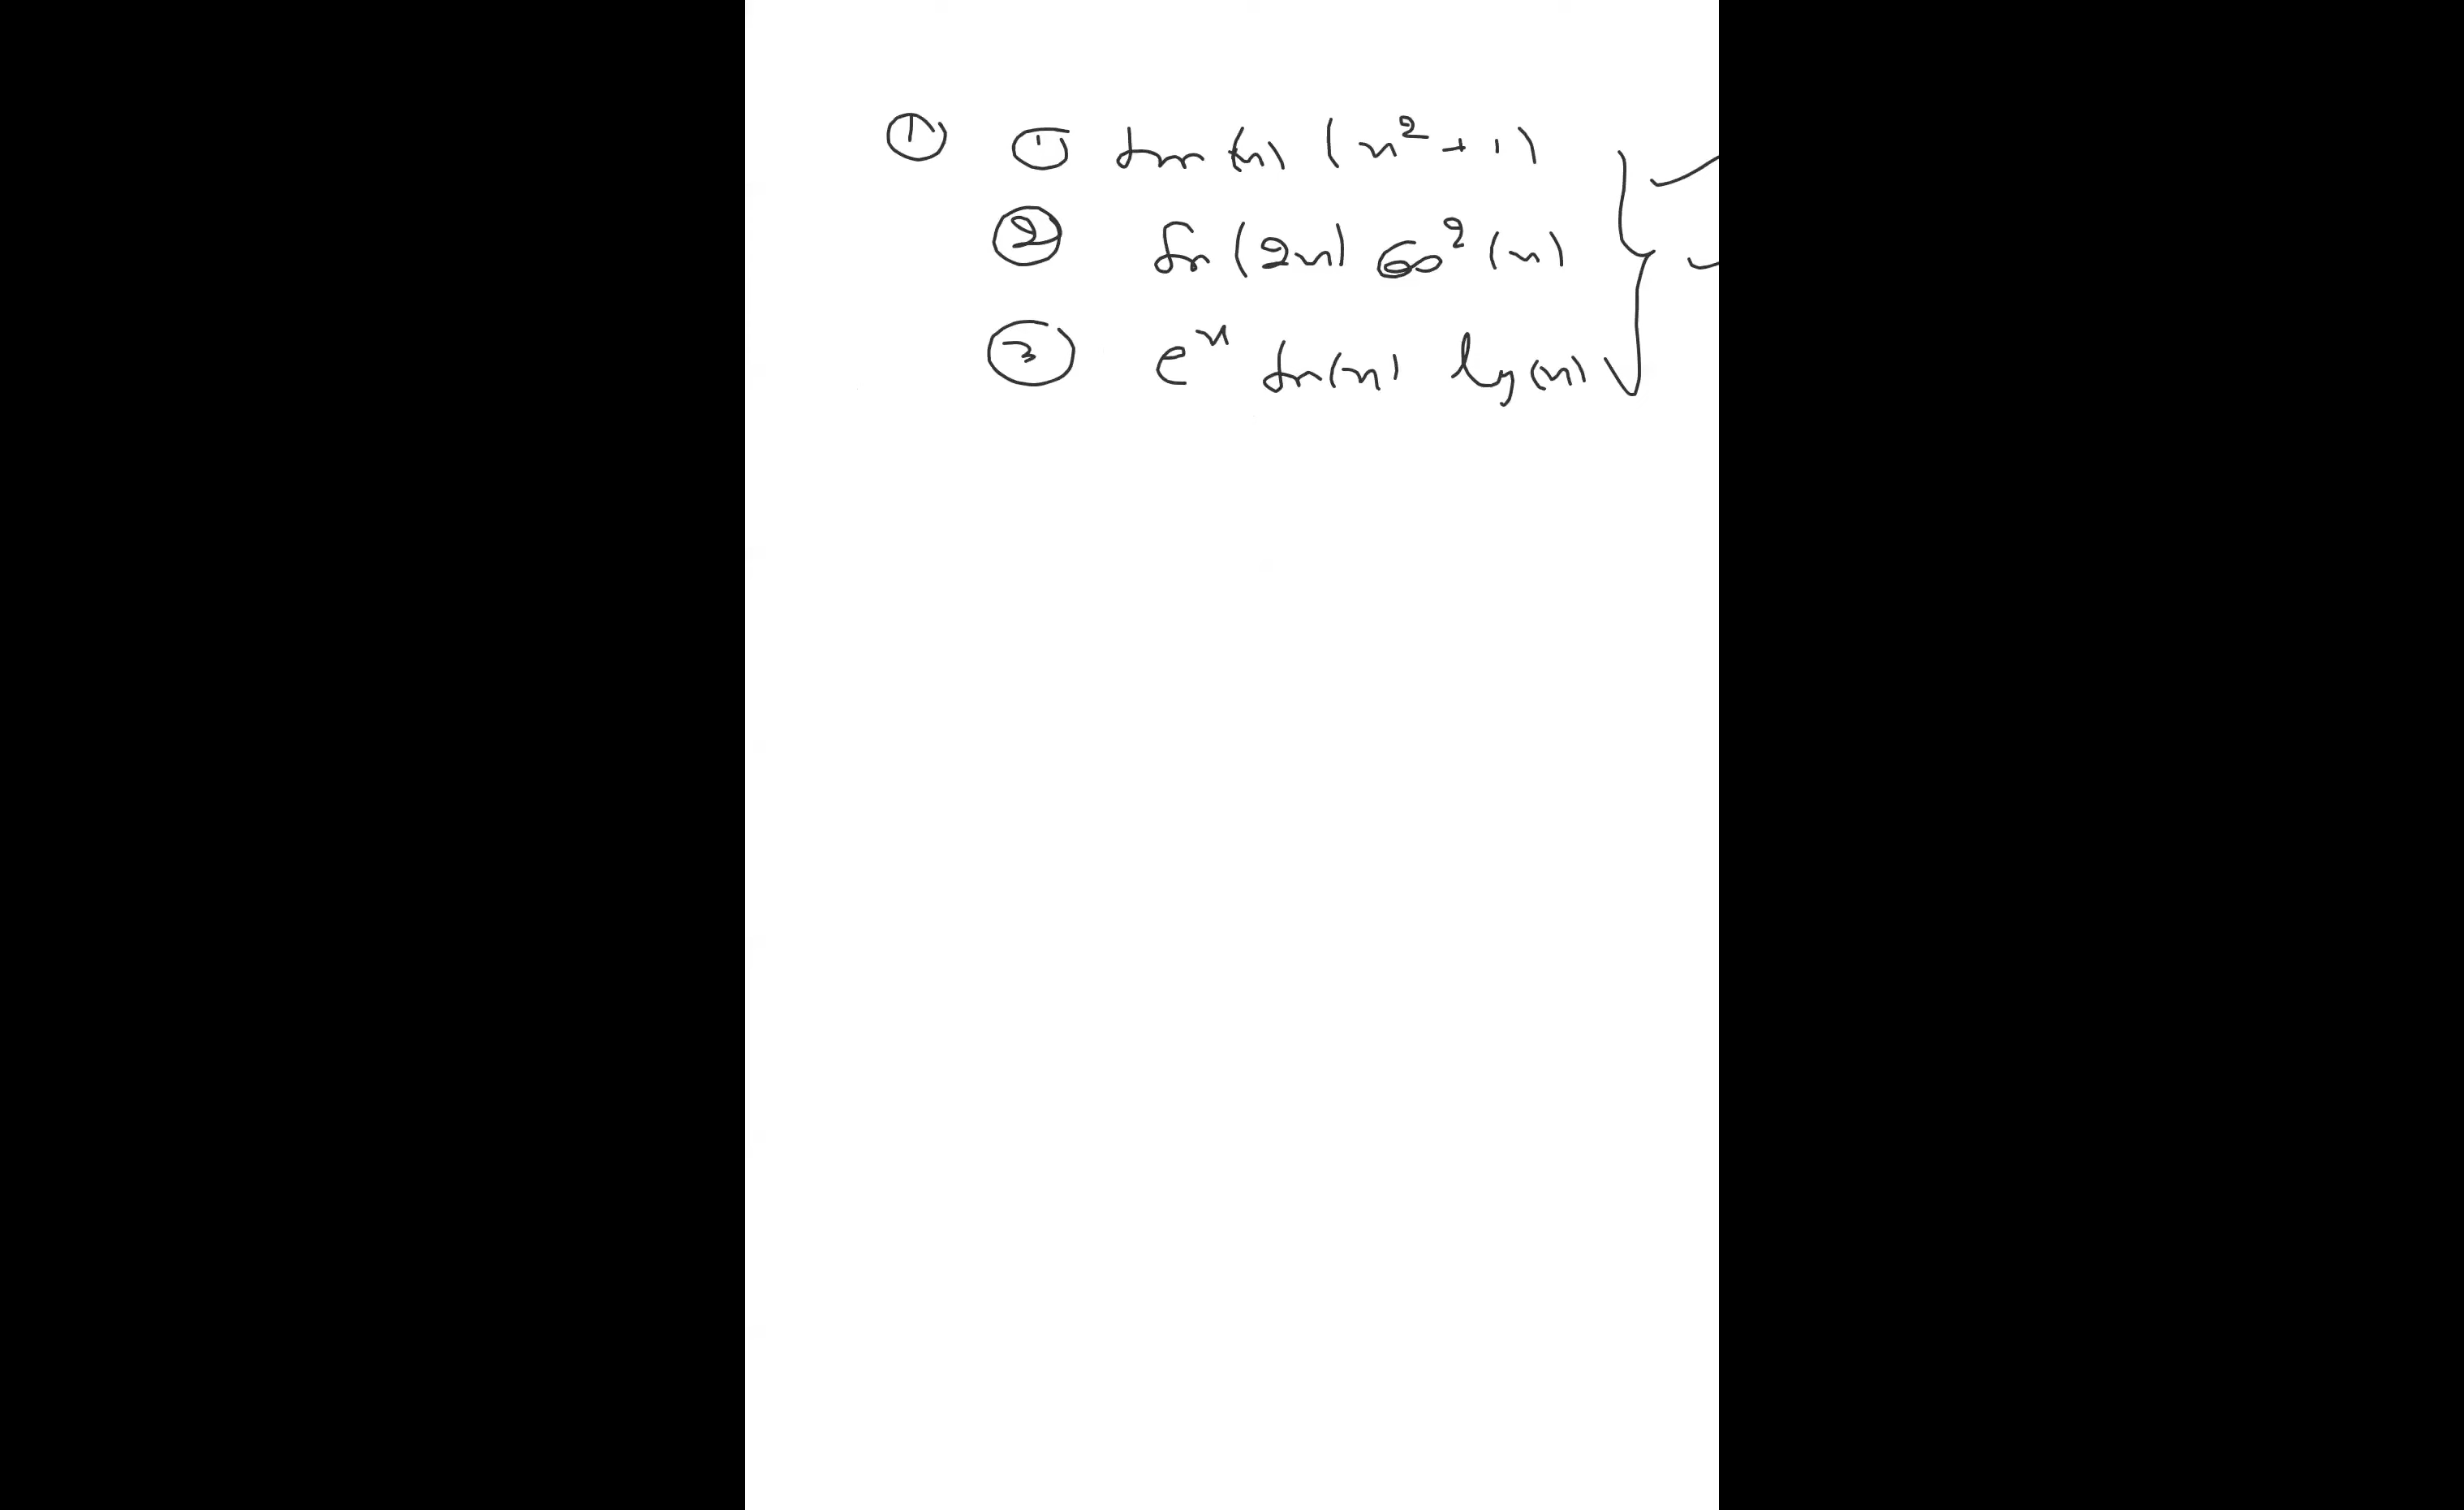 ① ① sin(x) (x²+1)
② sin(2x) cos²(x)
③ eˣ sin(x) log(x)